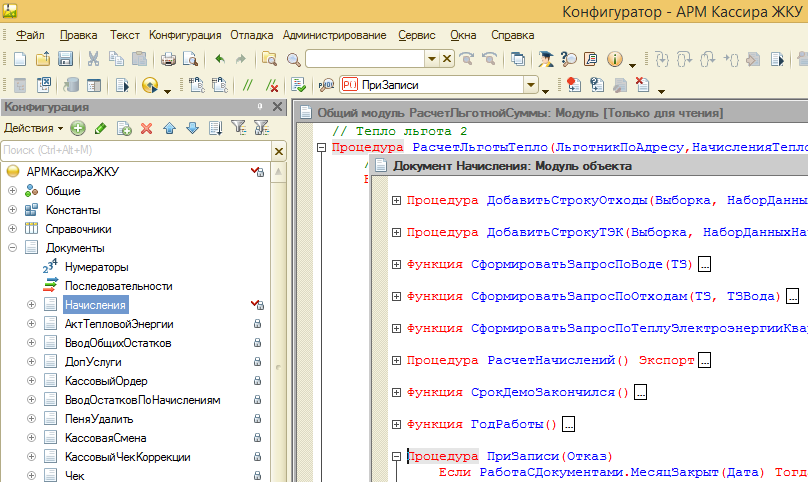 Конфигуратор - АРМ Кассира ЖКУ
Файл Правка Текст Конфигурация Отладка Администрирование Сервис Окна Справка
ПриЗаписи
Конфигурация
Действия
Поиск (Ctrl+Alt+M)
АРМКассираЖКУ
Общие
Константы
Справочники
Документы
Нумераторы
Последовательности
Начисления
АктТепловойЭнергии
ВводОбщихОстатков
ДопУслуги
КассовыйОрдер
ВводОстатковПоНачислениям
ПеняУдалить
КассоваяСмена
КассовыйЧекКоррекции
Чек
Общий модуль РасчетЛьготнойСуммы: Модуль [Только для чтения]
// Тепло льгота 2
Процедура РасчетЛьготыТепло(ЛьготникПоАдресу,НачисленияТепло
Документ Начисления: Модуль объекта
Процедура ДобавитьСтрокуОтходы(Выборка, НаборДанны
Процедура ДобавитьСтрокуТЭК(Выборка, НаборДанныхНа
Функция СформироватьЗапросПоВоде(TS) ...
Функция СформироватьЗапросПоОтходам(TS, TSВода) ...
Функция СформироватьЗапросПоТеплуЭлектроэнергииКва
Процедура РасчетНачислений() Экспорт ...
Функция СрокДемоЗакончился() ...
Функция ГодРаботы() ...
Процедура ПриЗаписи(Отказ)
Если РаботаСДокументами.МесяцЗакрыт(Дата) Тогд